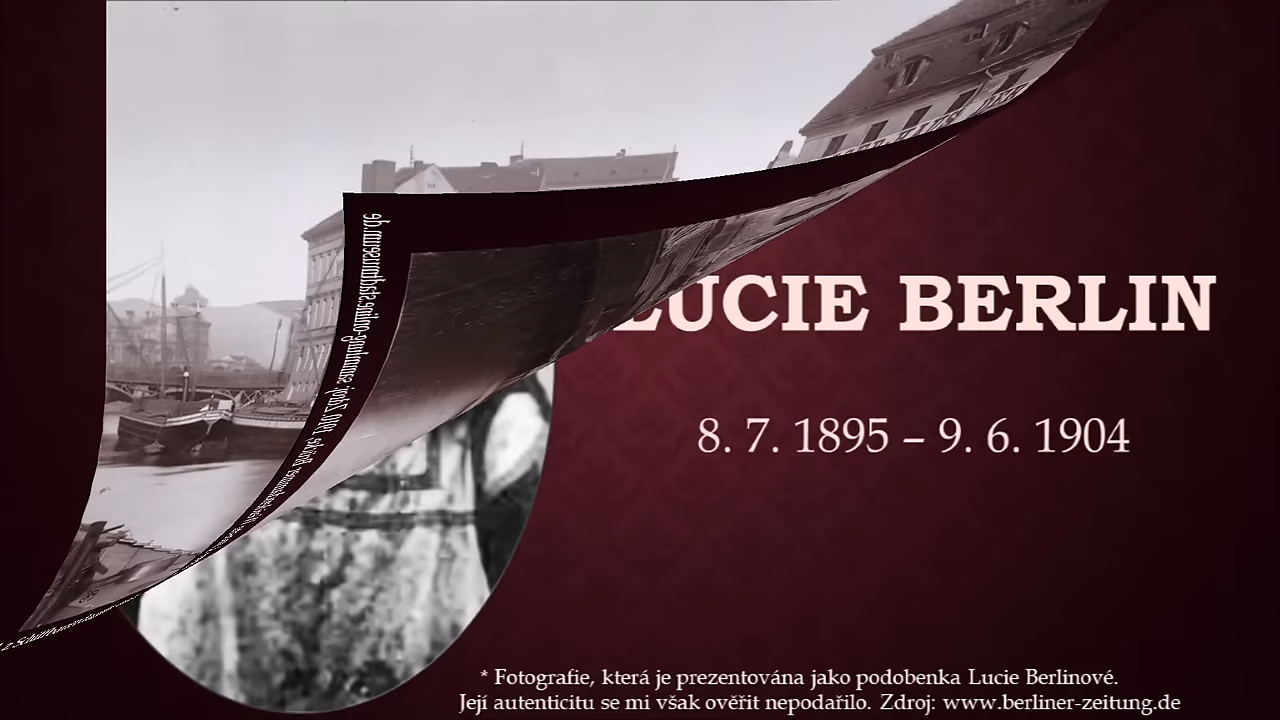 LUCIE BERLIN
8. 7. 1895 – 9. 6. 1904
* Fotografie, která je prezentována jako podobenka Lucie Berlinové.
Její autenticitu se mi však ověřit nepodařilo. Zdroj: www.berliner-zeitung.de